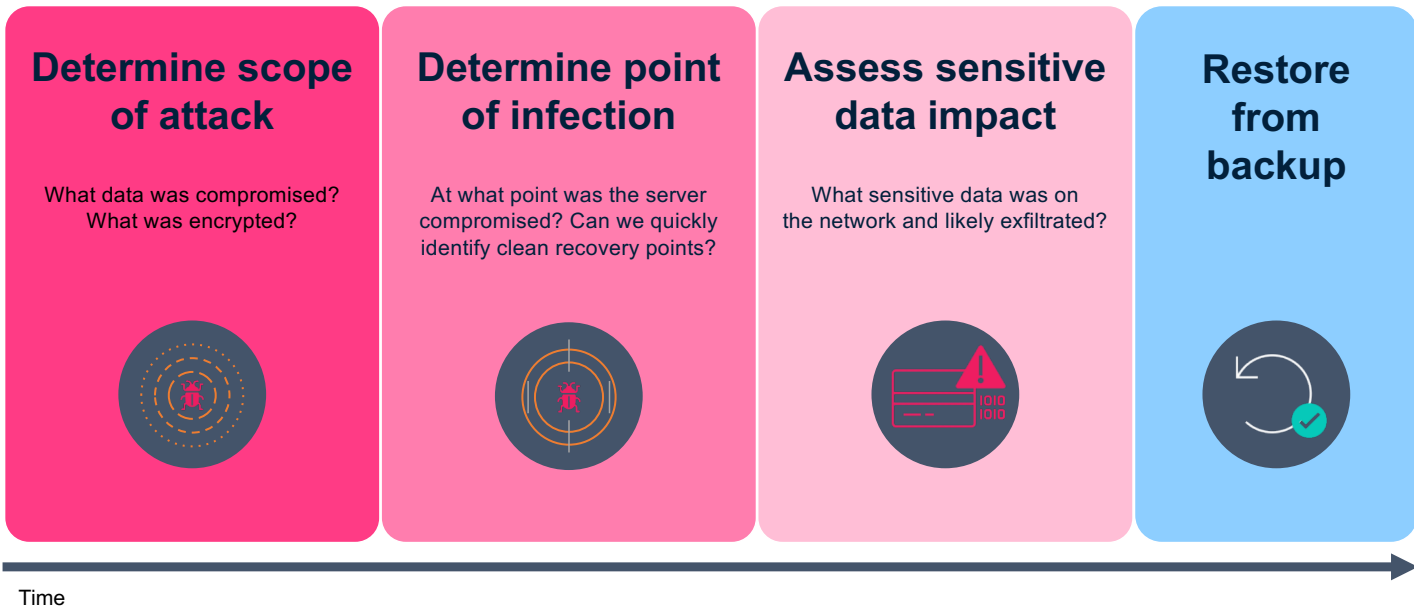 Determine scope
of attack
What data was compromised?
What was encrypted?
Determine point
of infection
At what point was the server
compromised? Can we quickly
identify clean recovery points?
Assess sensitive
data impact
What sensitive data was on
the network and likely exfiltrated?
1010
1010
Restore
from
backup
Time